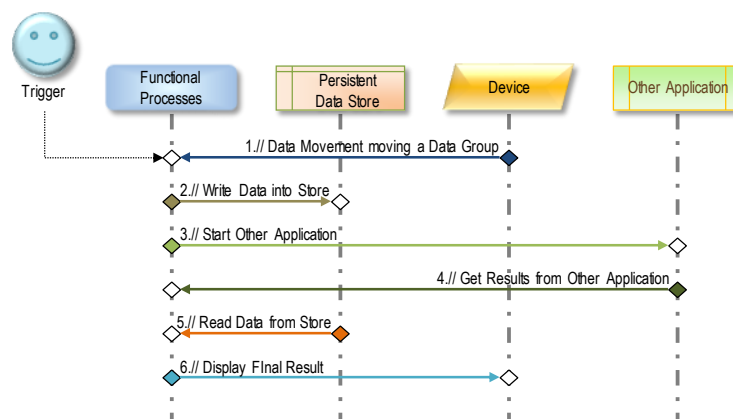 Trigger
Functional
Processes
Persistent
Data Store
Device
Other Application
1.// Data Movement moving a Data Group
2.// Write Data into Store
3.// Start Other Application
4.// Get Results from Other Application
5.// Read Data from Store
6.// Display FInal Result